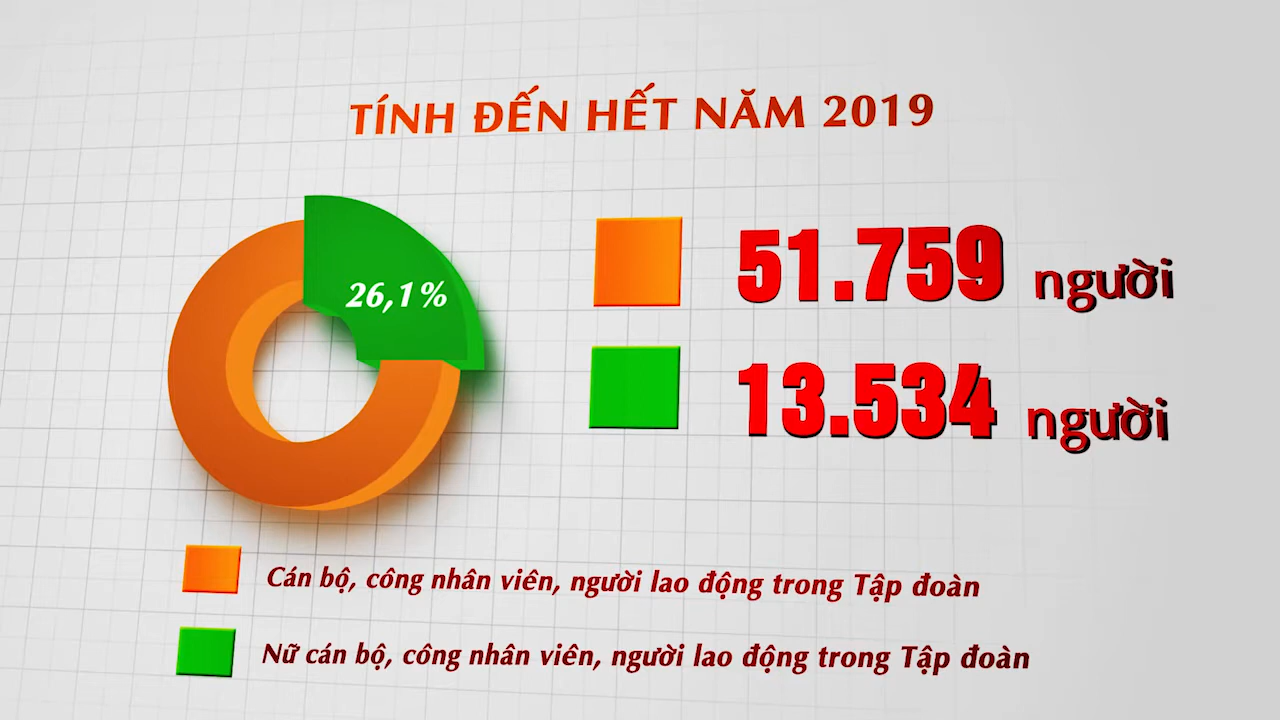 TÍNH ĐẾN HẾT NĂM 2019
26,1%
51.759 người
13.534 người
Cán bộ, công nhân viên, người lao động trong Tập đoàn
Nữ cán bộ, công nhân viên, người lao động trong Tập đoàn